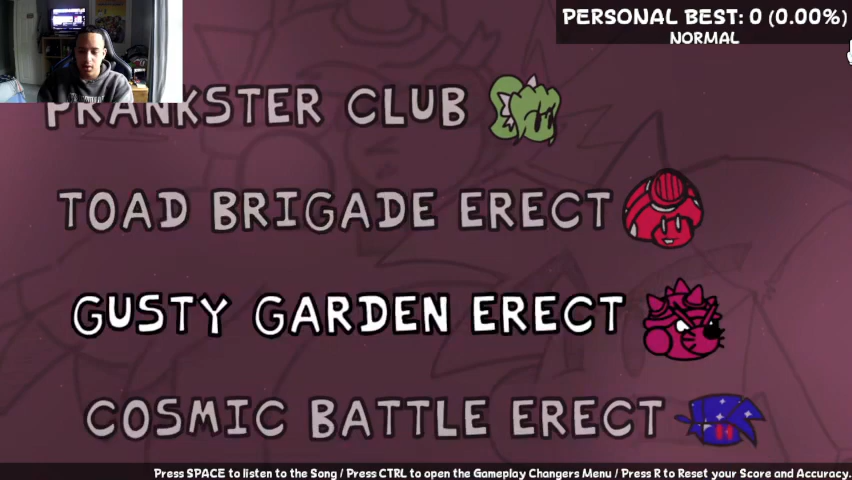 PERSONAL BEST: 0 (0.00%)
NORMAL
PRANKSTER CLUB
TOAD BRIGADE ERECT
GUSTY GARDEN ERECT
COSMIC BATTLE ERECT
Press SPACE to listen to the Song / Press CTRL to open the Gameplay Changers Menu / Press R to Reset your Score and Accuracy.